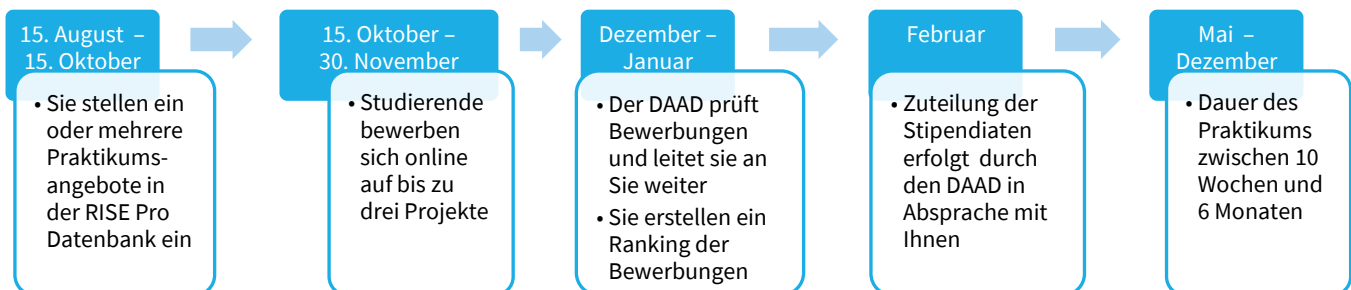 15. August –
15. Oktober
• Sie stellen ein
oder mehrere
Praktikums-
angebote in
der RISE Pro
Datenbank ein
15. Oktober –
30. November
• Studierende
bewerben
sich online
auf bis zu
drei Projekte
Dezember –
Januar
• Der DAAD prüft
Bewerbungen
und leitet sie an
Sie weiter
• Sie erstellen ein
Ranking der
Bewerbungen
Februar
• Zuteilung der
Stipendiaten
erfolgt durch
den DAAD in
Absprache mit
Ihnen
Mai –
Dezember
• Dauer des
Praktikums
zwischen 10
Wochen und
6 Monaten